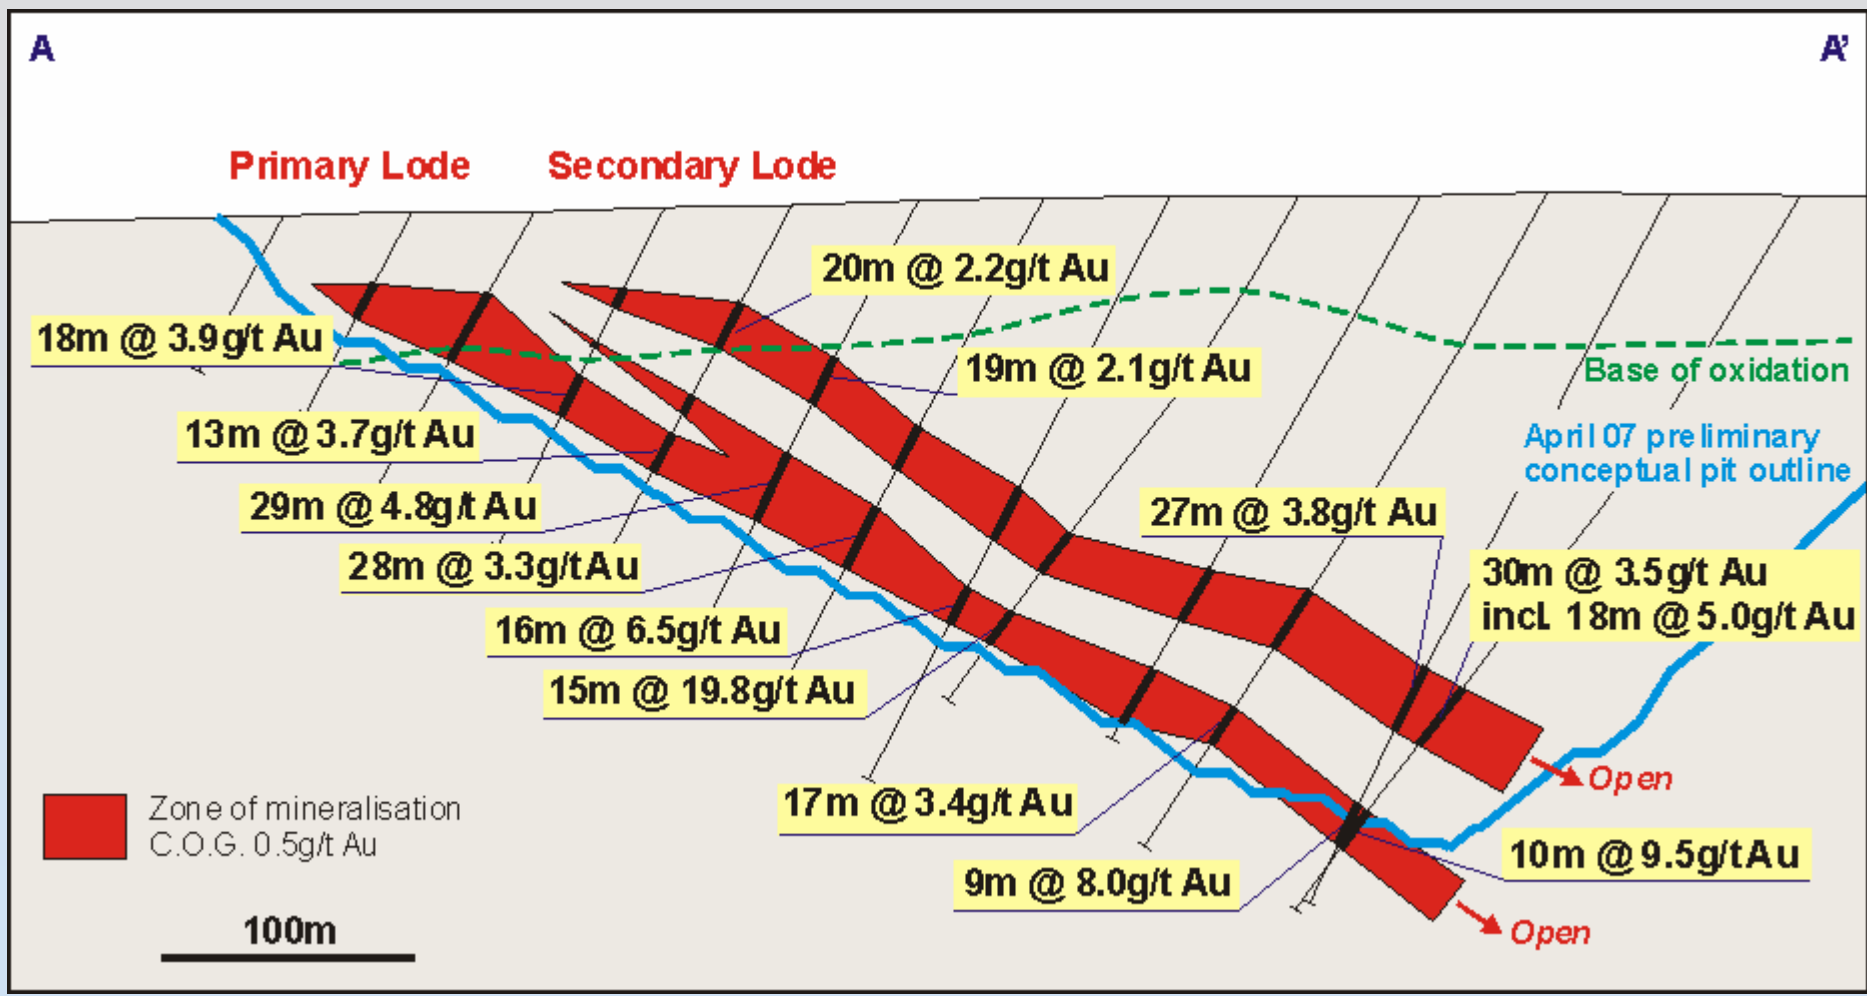 A
A'
Primary Lode
Secondary Lode
20m @ 2.2g/t Au
18m @ 3.9g/t Au
19m @ 2.1g/t Au
Base of oxidation
13m @ 3.7g/t Au
April 07 preliminary
conceptual pit outline
29m @ 4.8g/t Au
27m @ 3.8g/t Au
28m @ 3.3g/t Au
30m @ 3.5g/t Au
incl. 18m @ 5.0g/t Au
16m @ 6.5g/t Au
15m @ 19.8g/t Au
Open
17m @ 3.4g/t Au
Zone of mineralisation
C.O.G. 0.5g/t Au
10m @ 9.5g/t Au
9m @ 8.0g/t Au
100m
Open